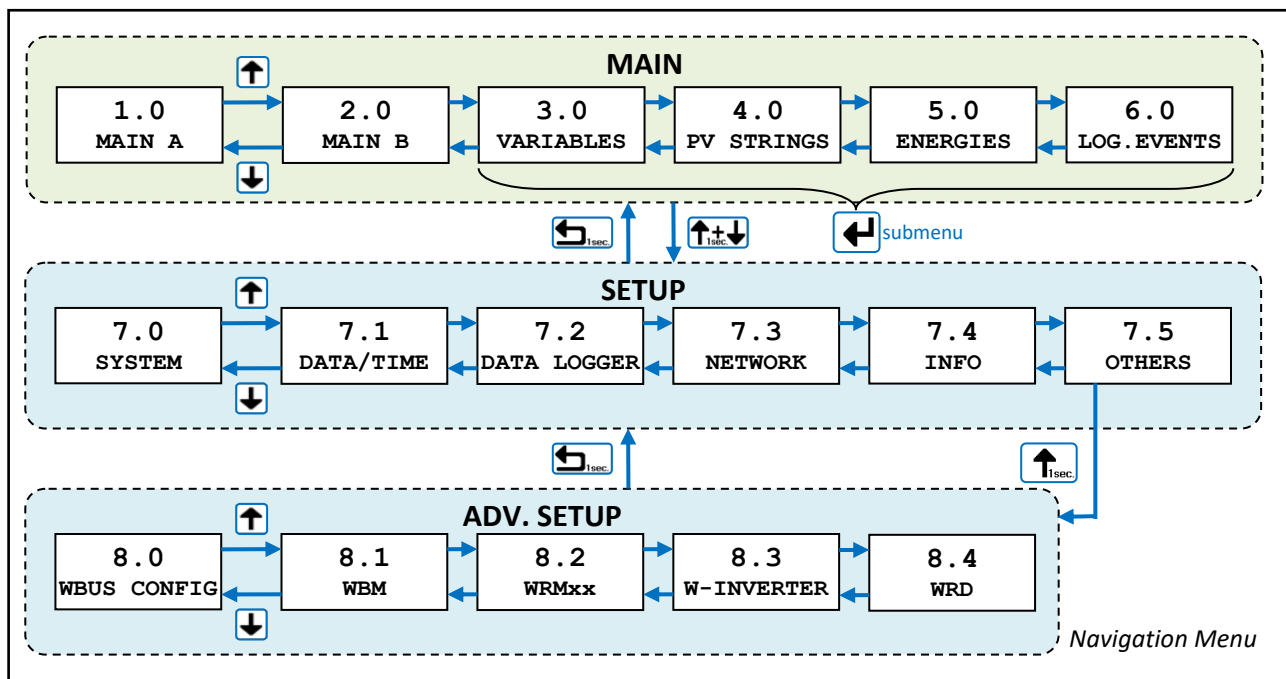 MAIN
1.0
MAIN A
2.0
MAIN B
3.0
VARIABLES
4.0
PV STRINGS
5.0
ENERGIES
6.0
LOG.EVENTS
1sec.
+
1sec.
submenu
SETUP
7.0
SYSTEM
7.1
DATA/TIME
7.2
DATA LOGGER
7.3
NETWORK
7.4
INFO
7.5
OTHERS
1sec.
1sec.
ADV. SETUP
8.0
WBUS CONFIG
8.1
WBM
8.2
WRMxx
8.3
W-INVERTER
8.4
WRD
Navigation Menu